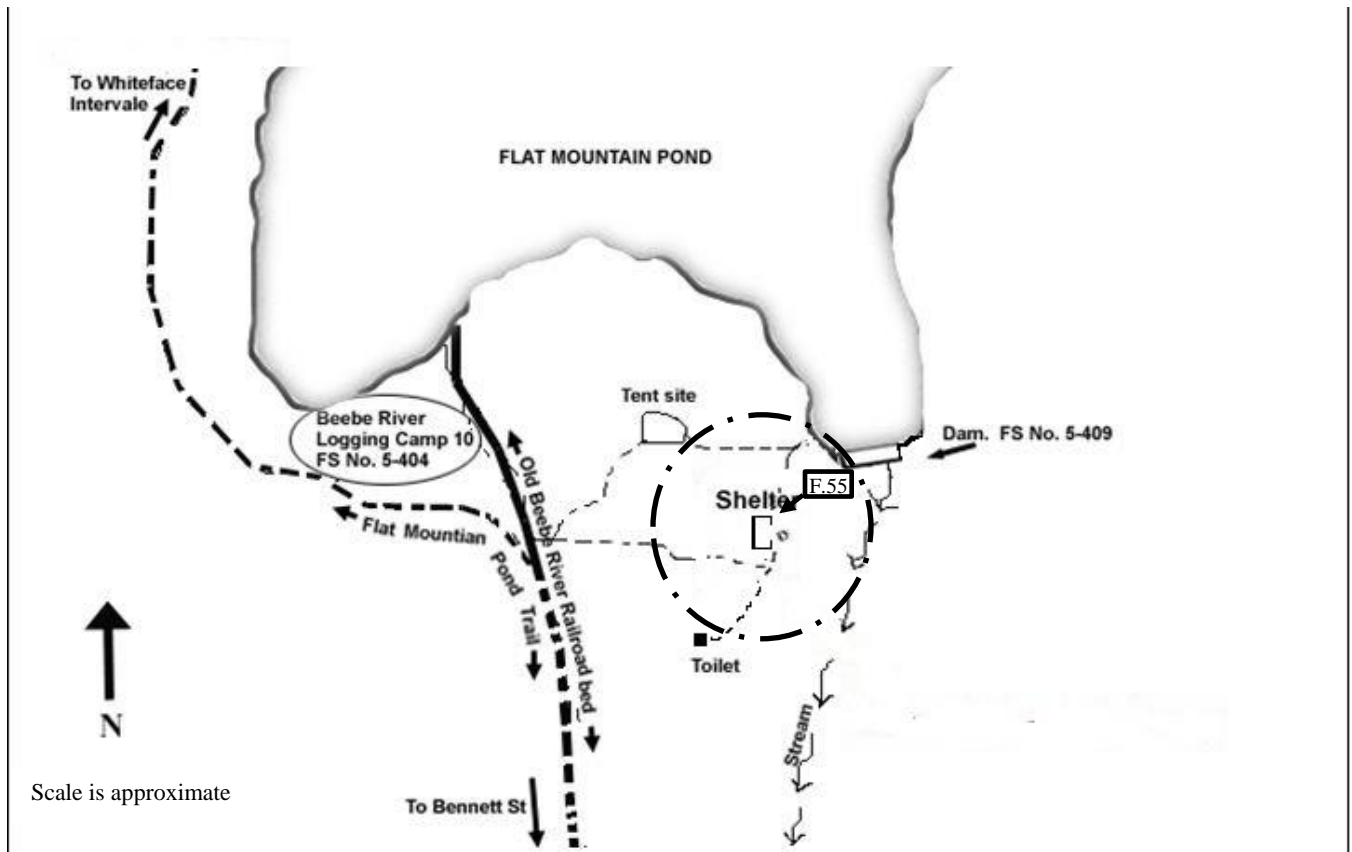 To Whiteface
Intervale
FLAT MOUNTAIN POND
Tent site
Beebe River
Logging Camp 10
FS No. 5-404
Dam. FS No. 5-409
F.55
Shelter
Old Beebe River Railroad bed
Flat Mountian
Pond Trail
Toilet
N
Stream
Scale is approximate
To Bennett St